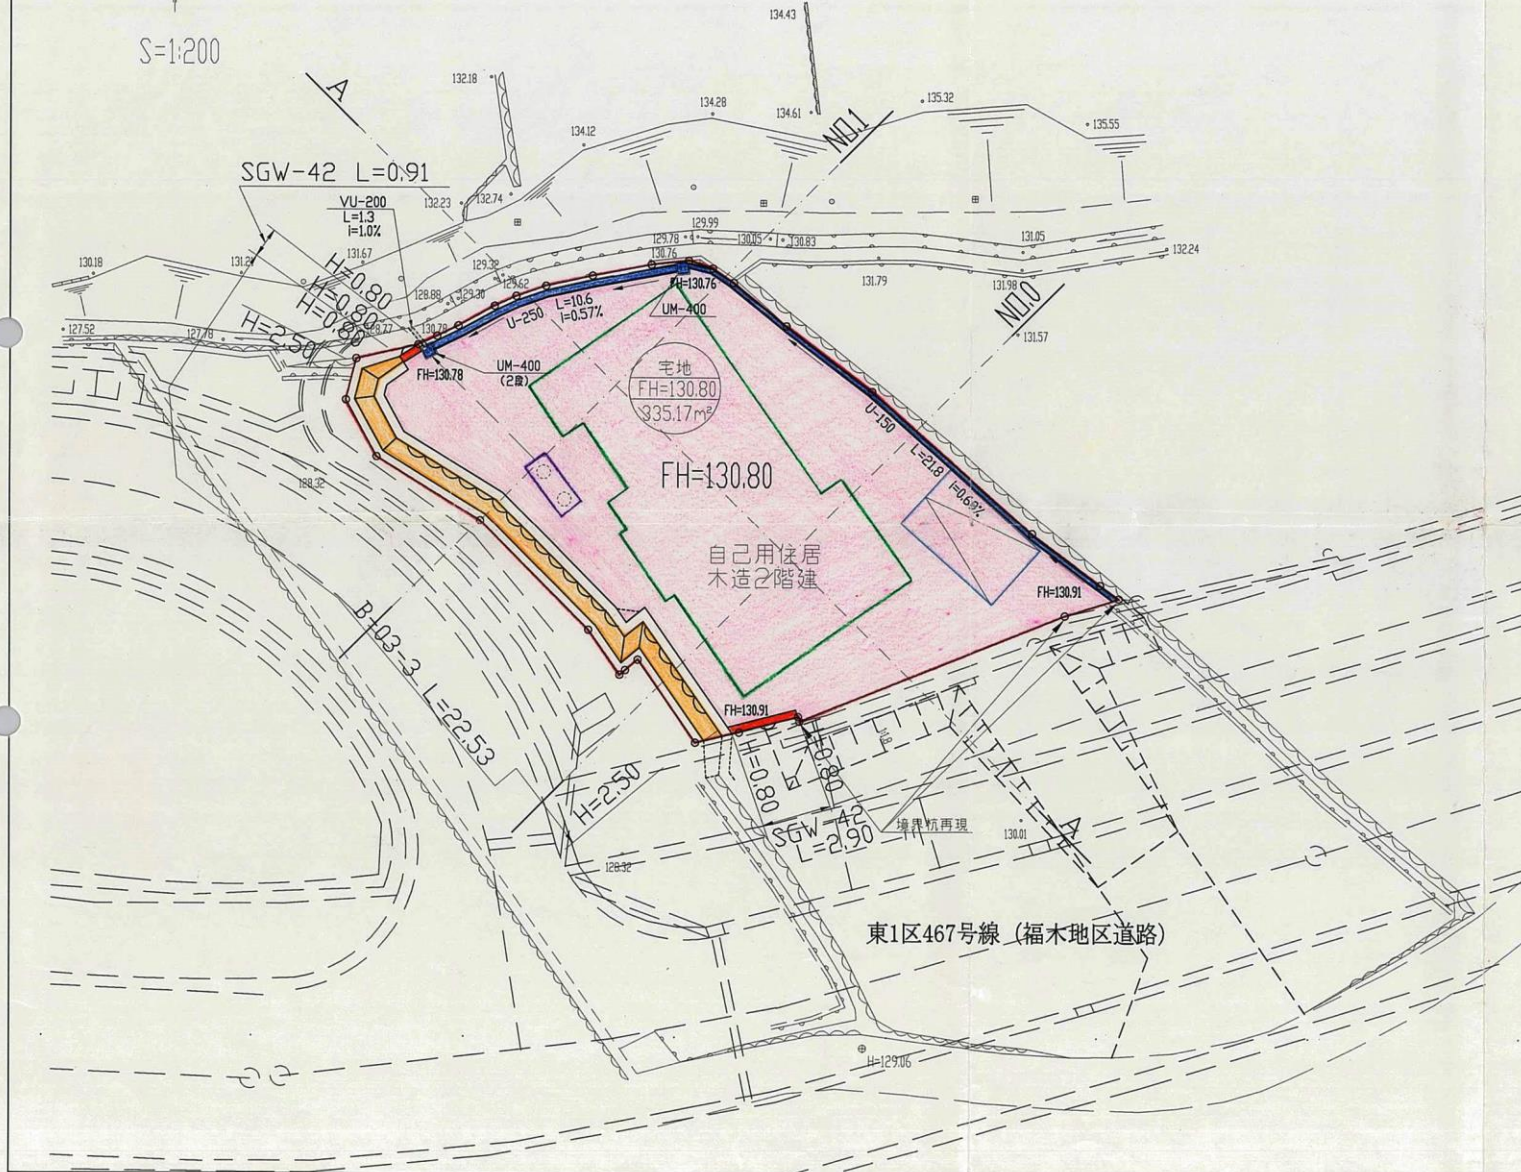 S=1:200
134.43
A
132.18
134.28
134.61
135.32
NO.1
135.55
134.12
SGW-42 L=0.91
VU-200
L=1.3
i=1.0%
132.23
132.74
129.99
129.78
130.83
131.05
132.24
130.18
131.67
130.76
129.32
129.62
131.79
131.98
H=0.80
H=0.80
H=0.80
H=2.50
128.88
129.30
FH=130.76
NO.0
127.52
127.78
128.77
130.78
U-250
L=10.6
i=0.57%
UM-400
131.57
FH=130.78
UM-400
(2段)
宅地
FH=130.80
335.17m²
U-150
L=21.8
i=0.69%
FH=130.80
128.32
自己用住居
木造2階建
FH=130.91
B-03-3 L=22.53
FH=130.91
H=2.50
H=0.80
H=0.80
SGW-42
L=2.90
境界杭再現
130.01
A
128.32
東1区467号線（福木地区道路）
H=129.06